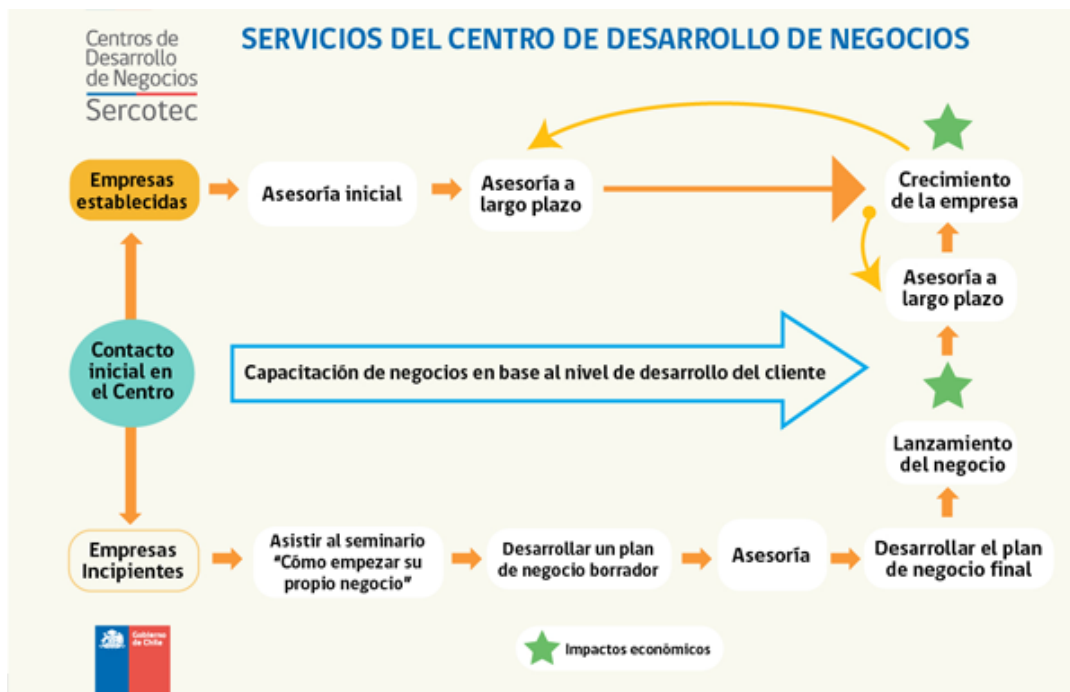 Centros de
Desarrollo
de Negocios
Sercotec
SERVICIOS DEL CENTRO DE DESARROLLO DE NEGOCIOS
Empresas
establecidas
Asesoría inicial
Asesoría a
largo plazo
Crecimiento
de la empresa
Asesoría a
largo plazo
Contacto
inicial en
el Centro
Capacitación de negocios en base al nivel de desarrollo del cliente
Lanzamiento
del negocio
Empresas
Incipientes
Asistir al seminario
“Cómo empezar su
propio negocio”
Desarrollar un plan
de negocio borrador
Asesoría
Desarrollar el plan
de negocio final
Gobierno
de Chile
Impactos económicos